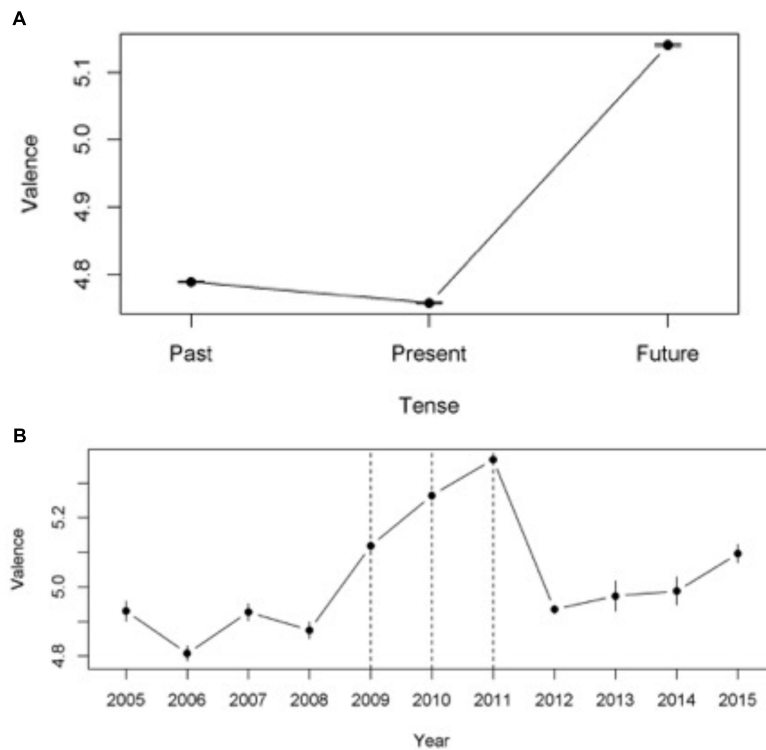 A
Valence
5.1
5.0
4.9
4.8
Past Present Future
Tense
B
Valence
5.2
5.0
4.8
2005 2006 2007 2008 2009 2010 2011 2012 2013 2014 2015
Year